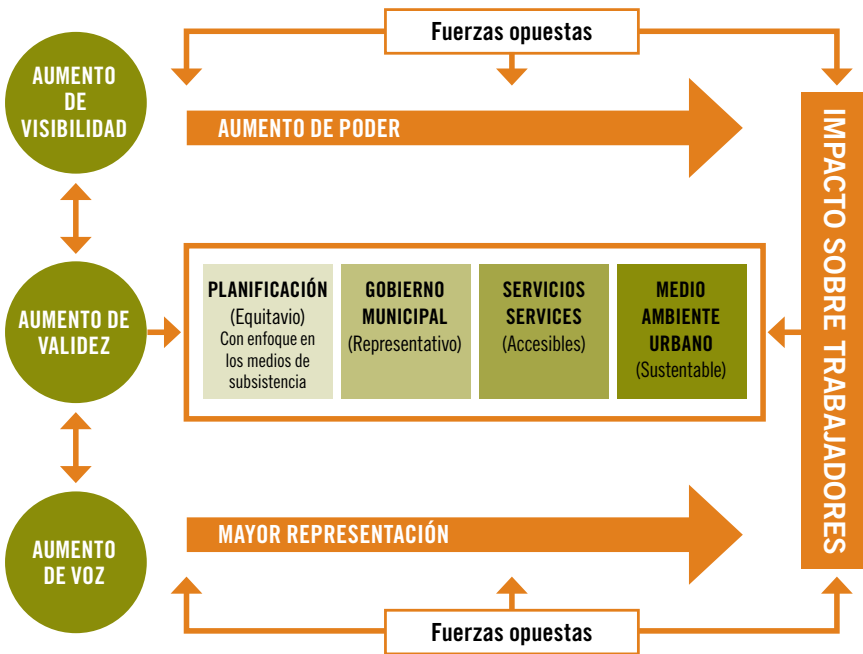 Fuerzas opuestas
AUMENTO
DE
VISIBILIDAD
AUMENTO DE PODER
IMPACTO SOBRE TRABAJADORES
AUMENTO DE
VALIDEZ
PLANIFICACIÓN
(Equitavio)
Con enfoque en
los medios de
subsistencia
GOBIERNO
MUNICIPAL
(Representativo)
SERVICIOS
SERVICES
(Accesibles)
MEDIO
AMBIENTE
URBANO
(Sustentable)
AUMENTO
DE VOZ
MAYOR REPRESENTACIÓN
Fuerzas opuestas